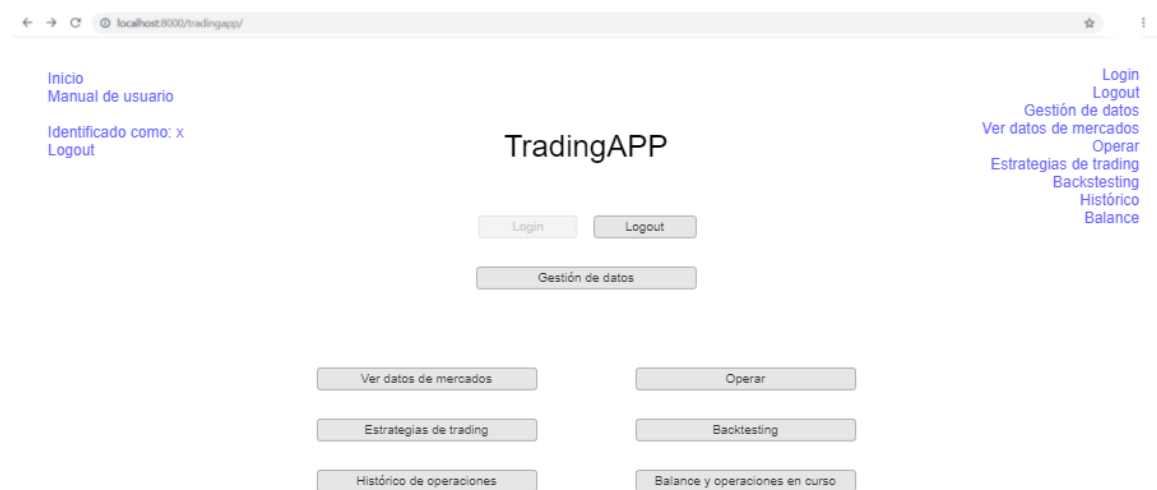 localhost:8000/tradingapp/
Inicio
Manual de usuario
Identificado como: x
Logout
TradingAPP
Login
Logout
Gestión de datos
Ver datos de mercados
Operar
Estrategias de trading
Backstesting
Histórico
Balance
Login
Logout
Gestión de datos
Ver datos de mercados
Operar
Estrategias de trading
Backtesting
Histórico de operaciones
Balance y operaciones en curso